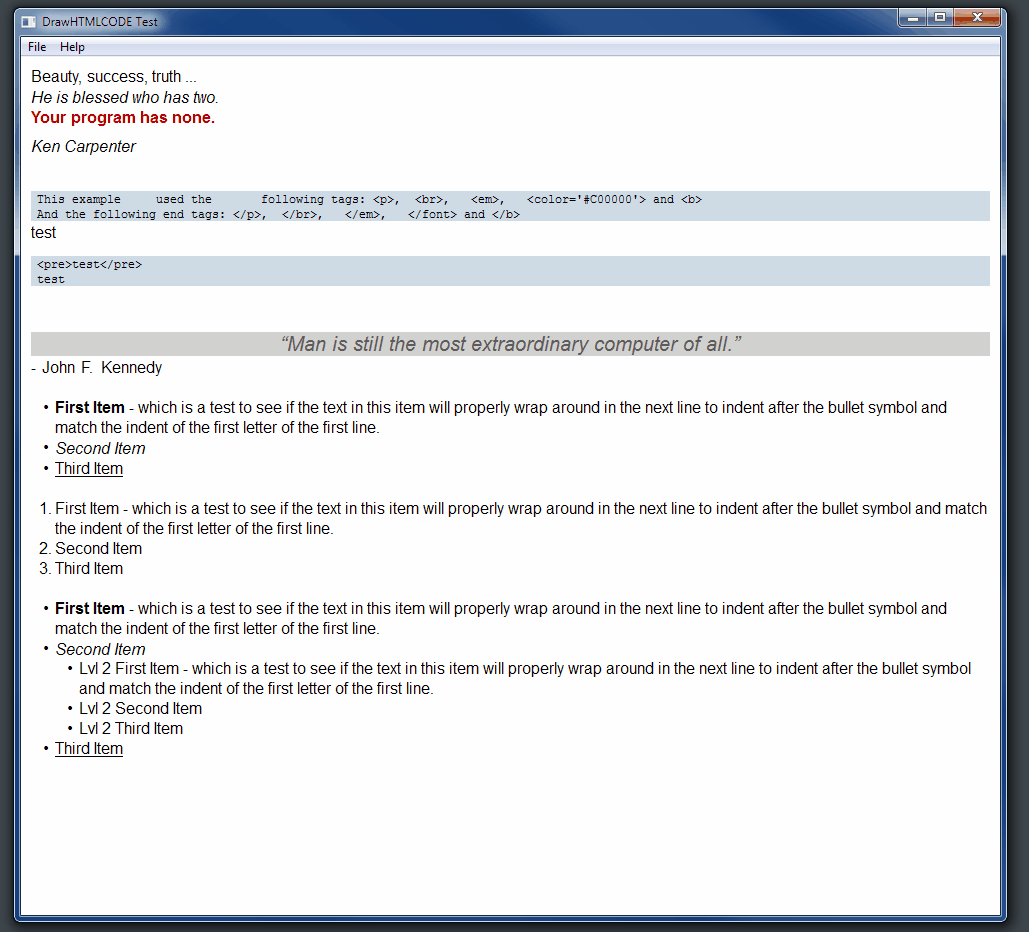 DrawHTMLCODE Test
File Help
Beauty, success, truth ...
He is blessed who has two.
Your program has none.
Ken Carpenter
This example     used the       following tags: <p>,  <br>,   <em>,   <color='#C00000'> and <b>
And the following end tags: </p>,  </br>,   </em>,   </font> and </b>
test
<pre>test</pre>
test
“Man is still the most extraordinary computer of all.”
- John F. Kennedy
• First Item - which is a test to see if the text in this item will properly wrap around in the next line to indent after the bullet symbol and
match the indent of the first letter of the first line.
• Second Item
• Third Item
1. First Item - which is a test to see if the text in this item will properly wrap around in the next line to indent after the bullet symbol and match
the indent of the first letter of the first line.
2. Second Item
3. Third Item
• First Item - which is a test to see if the text in this item will properly wrap around in the next line to indent after the bullet symbol and
match the indent of the first letter of the first line.
• Second Item
• Lvl 2 First Item - which is a test to see if the text in this item will properly wrap around in the next line to indent after the bullet symbol
and match the indent of the first letter of the first line.
• Lvl 2 Second Item
• Lvl 2 Third Item
• Third Item